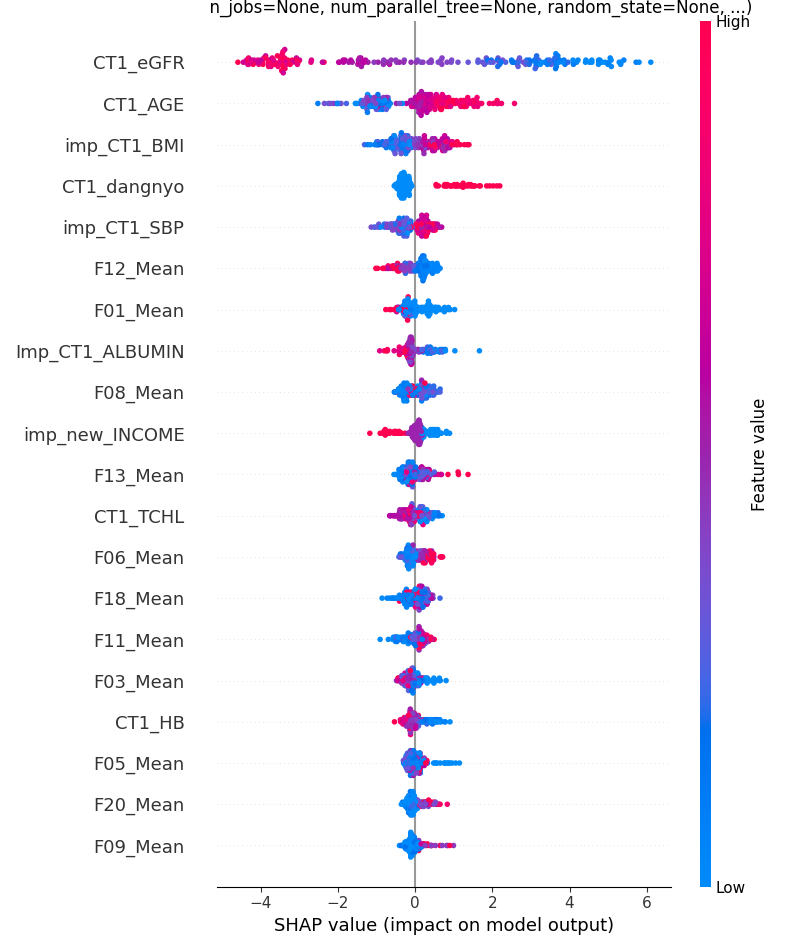 n_jobs=None, num_parallel_tree=None, random_state=None, ...)
High
CT1_eGFR
CT1_AGE
imp_CT1_BMI
CT1_dangnyo
imp_CT1_SBP
F12_Mean
F01_Mean
Imp_CT1_ALBUMIN
F08_Mean
imp_new_INCOME
F13_Mean
CT1_TCHL
F06_Mean
F18_Mean
F11_Mean
F03_Mean
CT1_HB
F05_Mean
F20_Mean
F09_Mean
Feature value
Low
−4 −2 0 2 4 6
SHAP value (impact on model output)